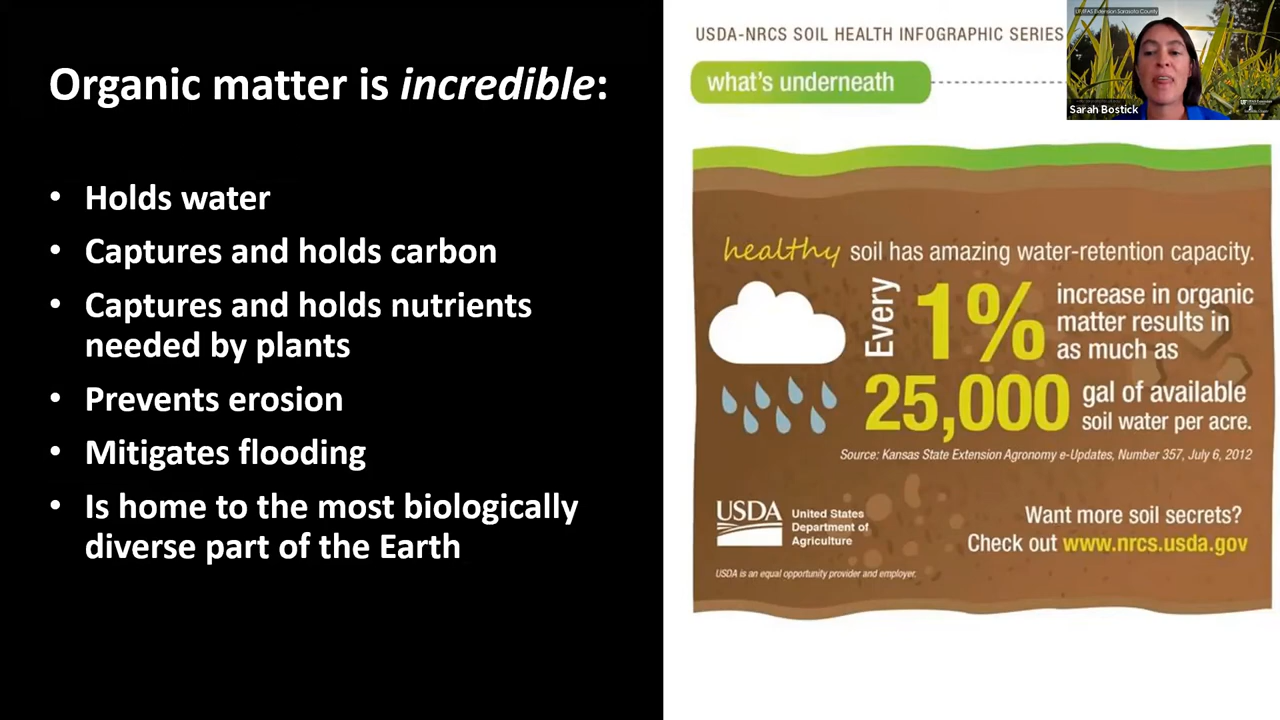 Organic matter is incredible:
• Holds water
• Captures and holds carbon
• Captures and holds nutrients
needed by plants
• Prevents erosion
• Mitigates flooding
• Is home to the most biologically
diverse part of the Earth
USDA-NRCS SOIL HEALTH INFOGRAPHIC SERIES
what's underneath
healthy soil has amazing water-retention capacity.
Every 1% increase in organic
matter results in
as much as
25,000 gal of available
soil water per acre.
Source: Kansas State Extension Agronomy e-Updates, Number 357, July 6, 2012
USDA United States
Department of
Agriculture
Want more soil secrets?
Check out www.nrcs.usda.gov
USDA is an equal opportunity provider and employer.
UF/IFAS Extension Sarasota County
Sarah Bostick